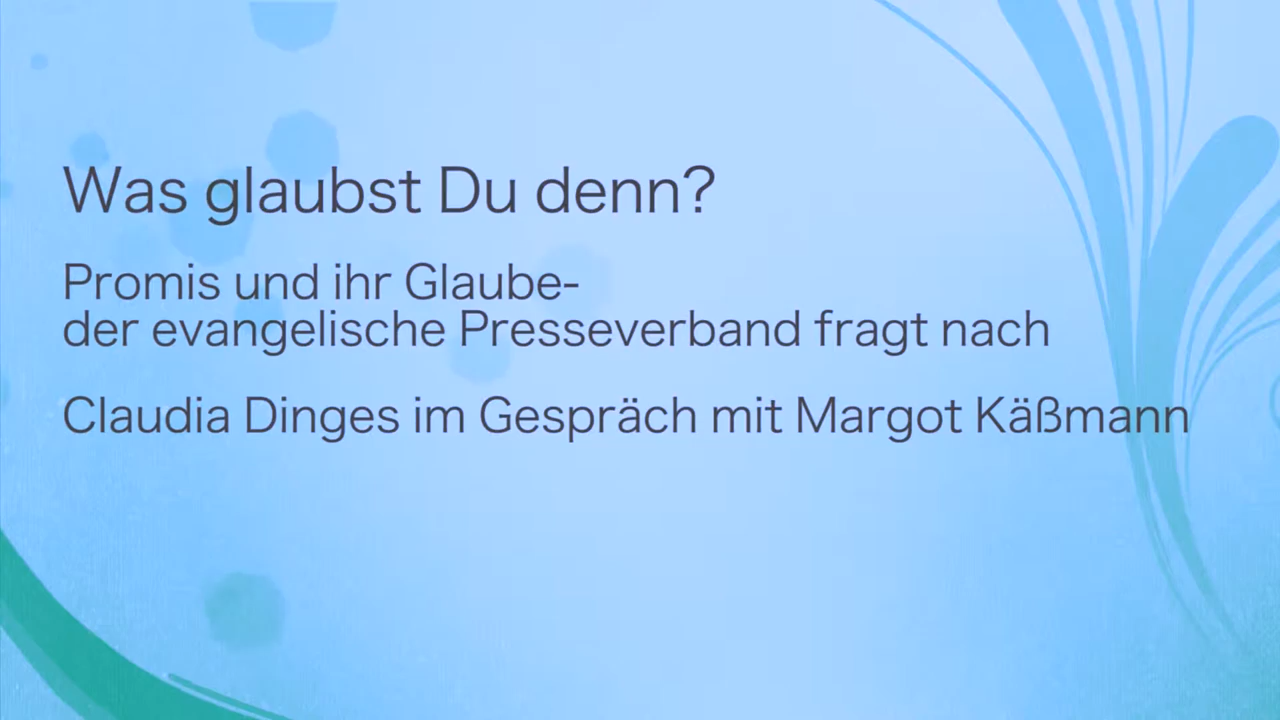 Was glaubst Du denn?
Promis und ihr Glaube-
der evangelische Presseverband fragt nach
Claudia Dinges im Gespräch mit Margot Käßmann